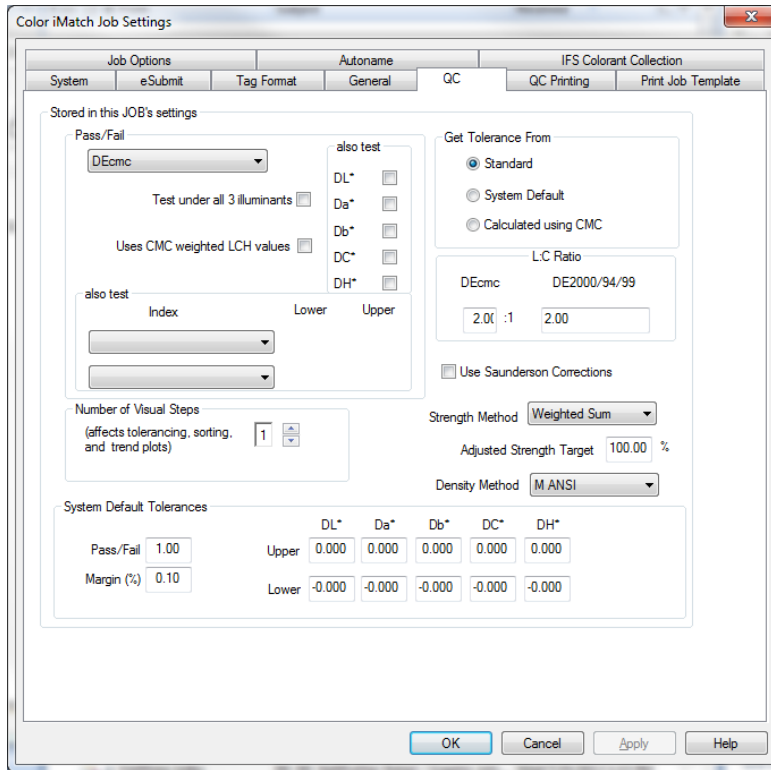 Color iMatch Job Settings
Job Options Autoname IFS Colorant Collection
System eSubmit Tag Format General QC QC Printing Print Job Template
Stored in this JOB's settings
Pass/Fail
DEcmc
Test under all 3 illuminants
Uses CMC weighted LCH values
also test
DL*
Da*
Db*
DC*
DH*
also test
Index Lower Upper
Get Tolerance From
Standard
System Default
Calculated using CMC
L:C Ratio
DEcmc DE2000/94/99
2.00 :1 2.00
Use Saunderson Corrections
Number of Visual Steps
(affects tolerancing, sorting,
and trend plots)
1
Strength Method Weighted Sum
Adjusted Strength Target 100.00 %
Density Method M ANSI
System Default Tolerances
DL* Da* Db* DC* DH*
Pass/Fail 1.00 Upper 0.000 0.000 0.000 0.000 0.000
Margin (%) 0.10 Lower -0.000 -0.000 -0.000 -0.000 -0.000
OK Cancel Apply Help